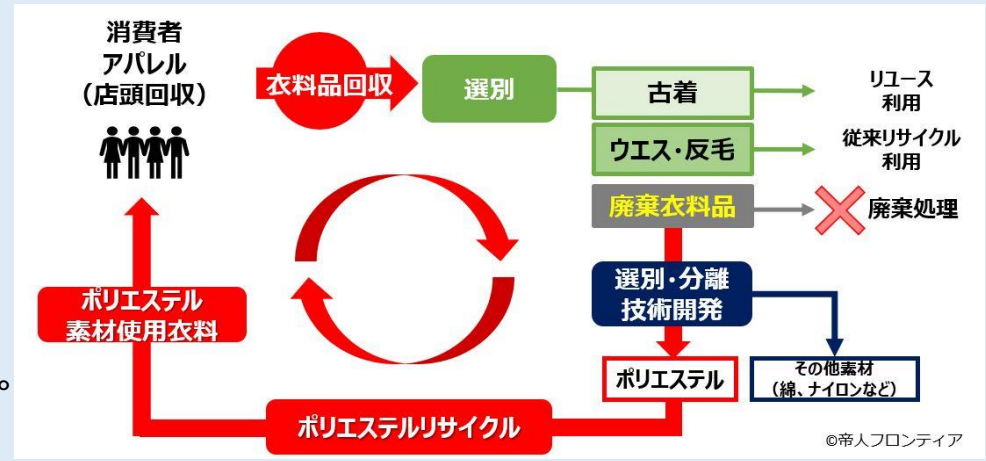 消費者
アパレル
（店頭回収）
衣料品回収
選別
古着
リユース
利用
ウエス・反毛
従来リサイクル
利用
廃棄衣料品
廃棄処理
選別・分離
技術開発
ポリエステル
素材使用衣料
ポリエステル
その他素材
（綿、ナイロンなど）
。
ポリエステルリサイクル
©帝人フロンティア